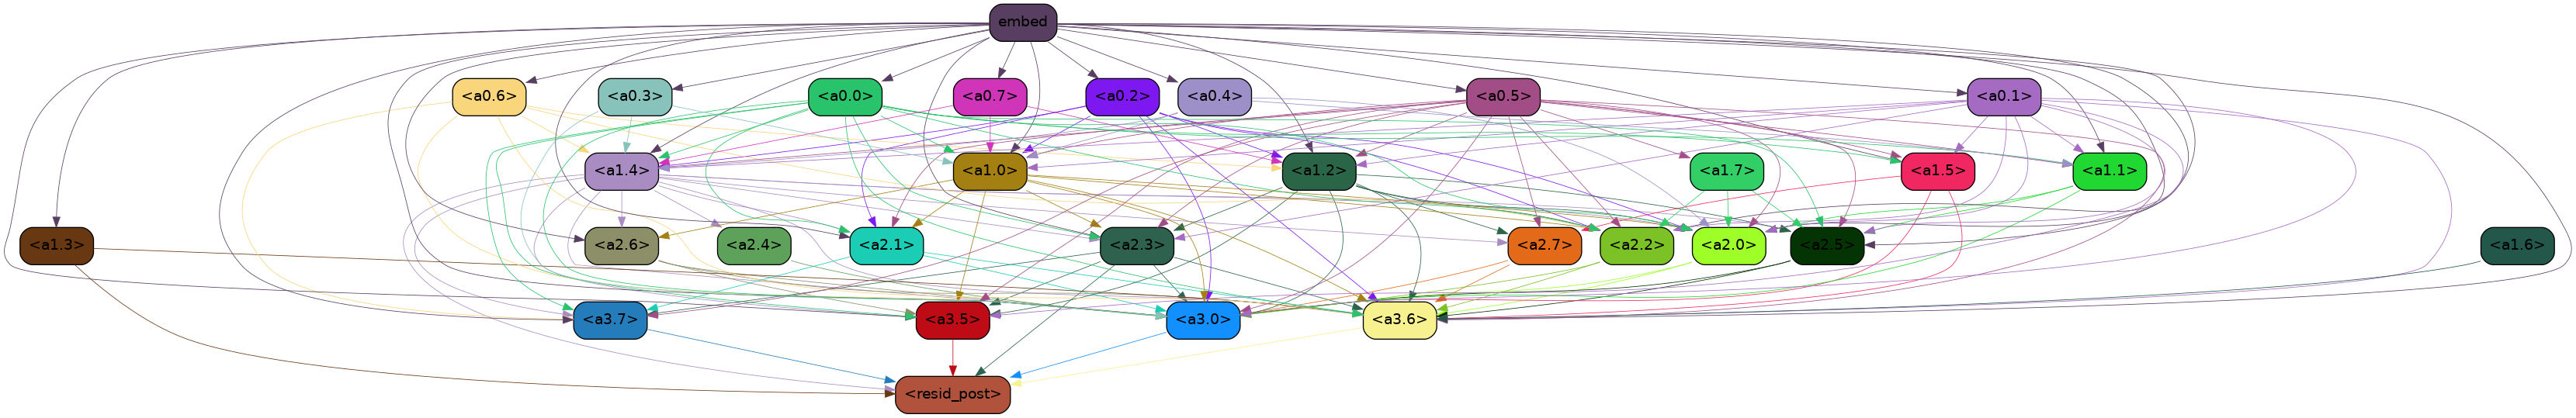 embed
<a0.6> <a0.3> <a0.0> <a0.7> <a0.2> <a0.4> <a0.5> <a0.1>
<a1.4> <a1.0> <a1.2> <a1.7> <a1.5> <a1.1>
<a1.3> <a2.6> <a2.4> <a2.1> <a2.3> <a2.7> <a2.2> <a2.0> <a2.5> <a1.6>
<a3.7> <a3.5> <a3.0> <a3.6>
<resid_post>